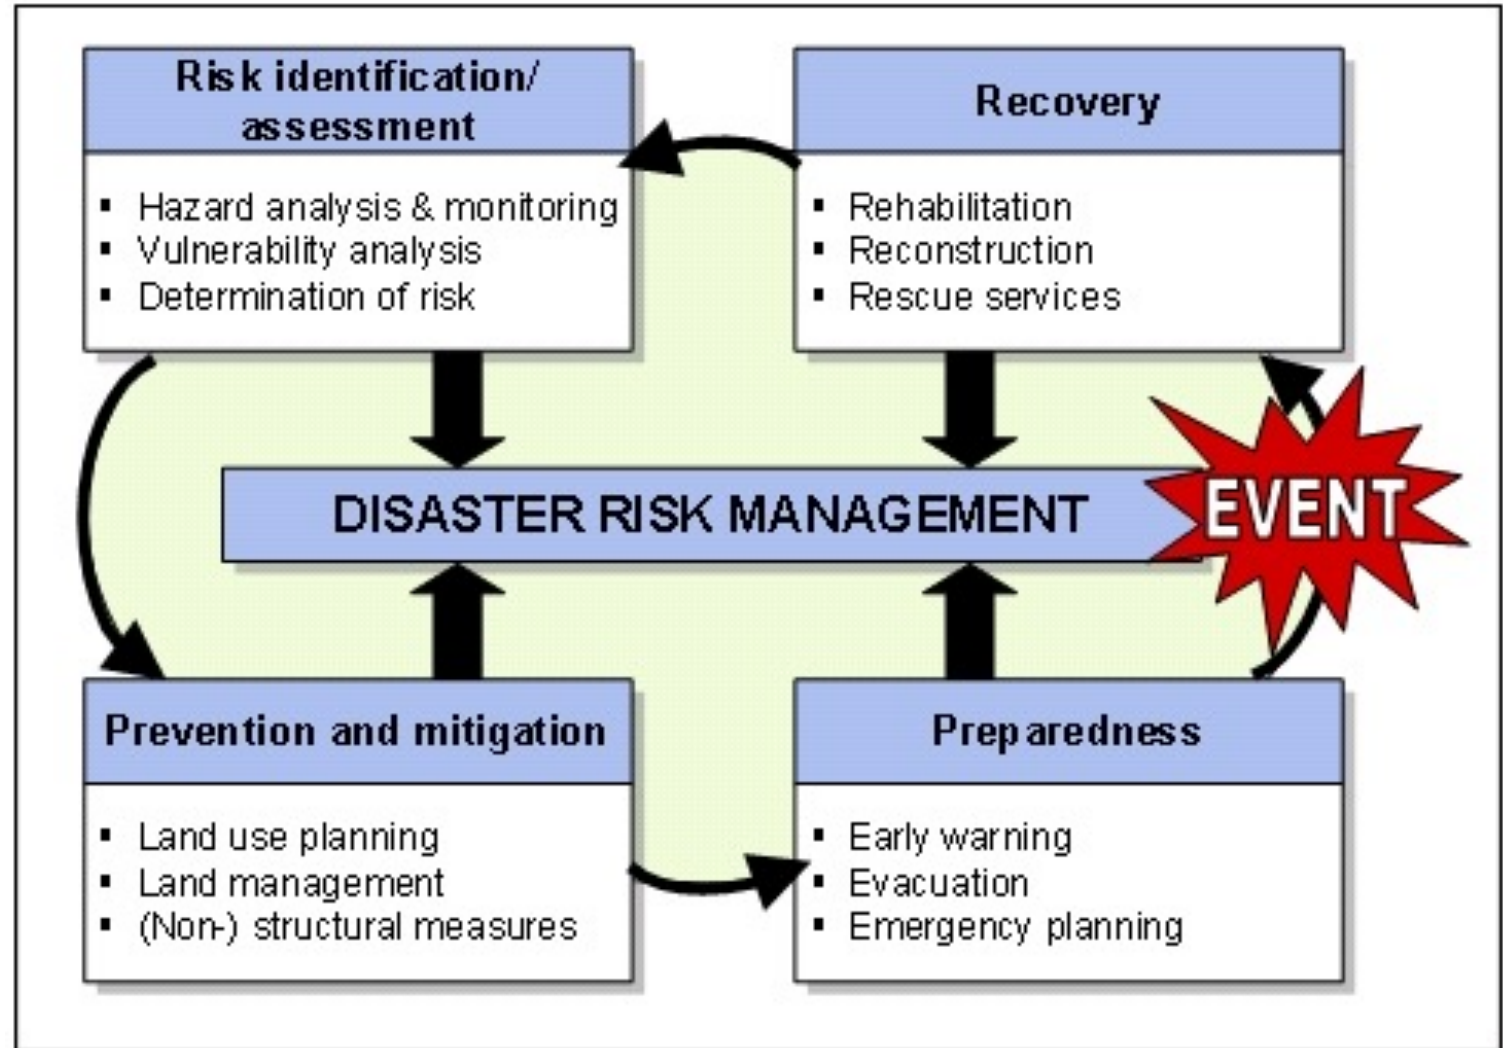 Risk identification/
assessment
▪ Hazard analysis & monitoring
▪ Vulnerability analysis
▪ Determination of risk
Recovery
▪ Rehabilitation
▪ Reconstruction
▪ Rescue services
DISASTER RISK MANAGEMENT
EVENT
Prevention and mitigation
▪ Land use planning
▪ Land management
▪ (Non-) structural measures
Preparedness
▪ Early warning
▪ Evacuation
▪ Emergency planning